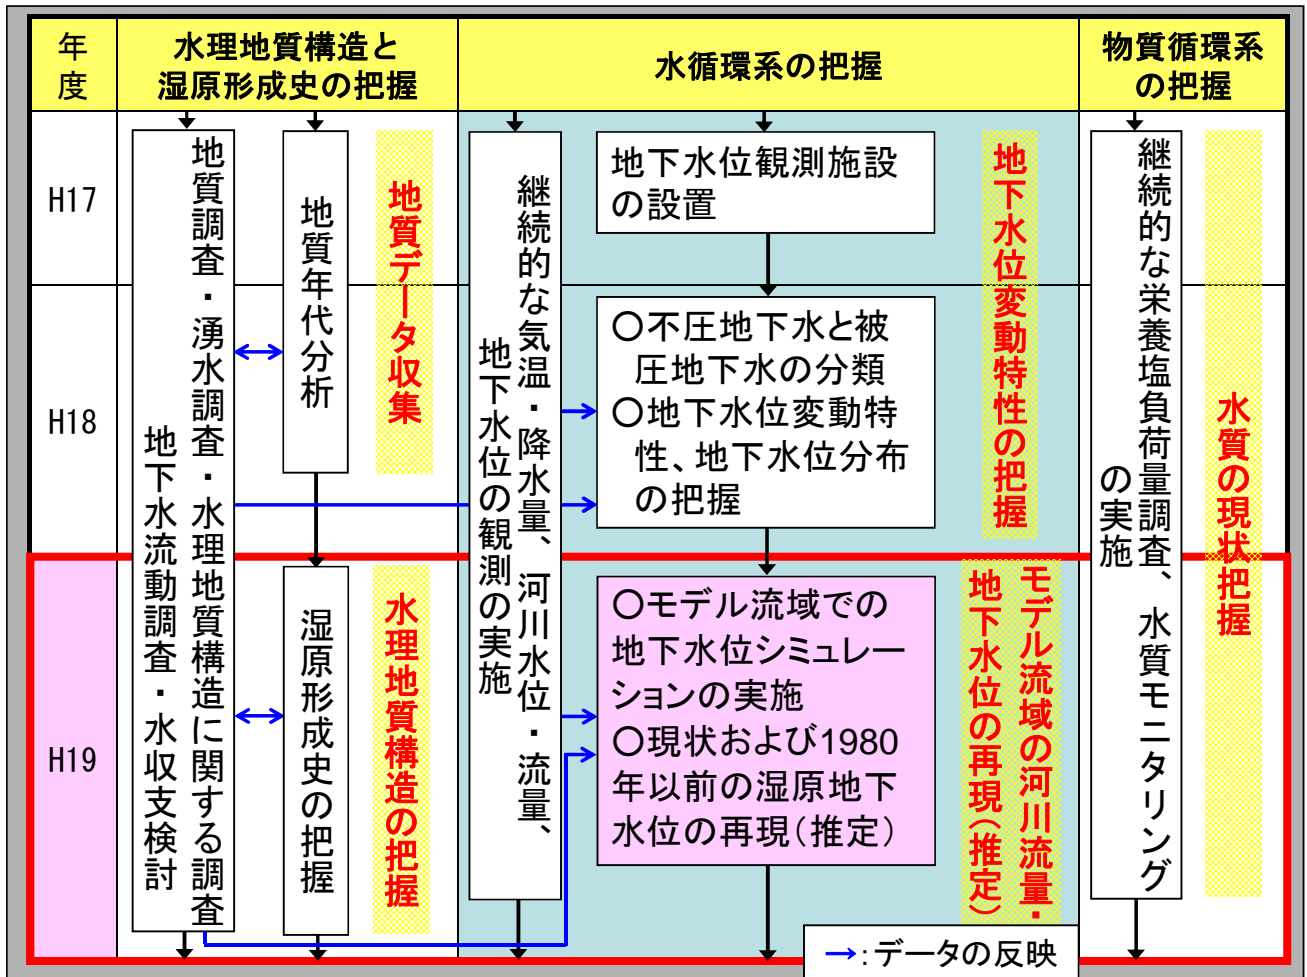 年度
水理地質構造と
湿原形成史の把握
水循環系の把握
物質循環系
の把握
H17
H18
H19
地質調査・湧水調査・水理地質構造に関する調査
地下水流動調査・水収支検討
地質年代分析
地質データ収集
湿原形成史の把握
水理地質構造の把握
継続的な気温・降水量、河川水位・流量、
地下水位の観測の実施
地下水位観測施設
の設置
○不圧地下水と被
圧地下水の分類
○地下水位変動特
性、地下水位分布
の把握
○モデル流域での
地下水位シミュレー
ションの実施
○現状および1980
年以前の湿原地下
水位の再現(推定)
地下水位変動特性の把握
モデル流域の河川流量・
地下水位の再現(推定)
継続的な栄養塩負荷量調査、水質モニタリング
の実施
水質の現状把握
→:データの反映